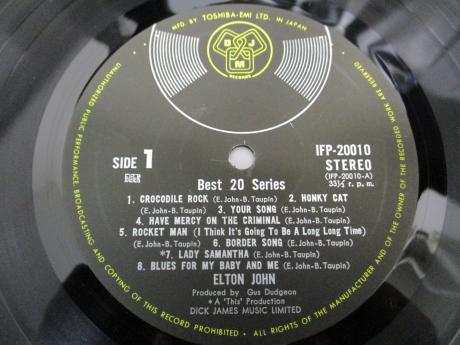 MFD. BY TOSHIBA-EMI LTD. IN JAPAN
DJM
RECORDS
UNAUTHORIZED PUBLIC PERFORMANCE, BROADCASTING AND COPYING OF THIS RECORD PROHIBITED • ALL RIGHTS OF THE MANUFACTURER AND OF THE OWNER OF THE RECORDED WORK ARE RESERVED
SIDE 1
IFP-20010
STEREO
(IFP-20010-A)
33⅓ r. p. m.
Best 20 Series
1. CROCODILE ROCK (E.John-B.Taupin) 2. HONKY CAT (E.John-B.Taupin)
3. YOUR SONG (E.John-B.Taupin)
4. HAVE MERCY ON THE CRIMINAL (E.John-B.Taupin)
5. ROCKET MAN (I Think It's Going To Be A Long Long Time) (E.John-B.Taupin)
6. BORDER SONG (E.John-B.Taupin)
*7. LADY SAMANTHA (E.John-B.Taupin)
8. BLUES FOR MY BABY AND ME (E.John-B.Taupin)
ELTON JOHN
Produced by Gus Dudgeon
*A 'This' Production
DICK JAMES MUSIC LIMITED